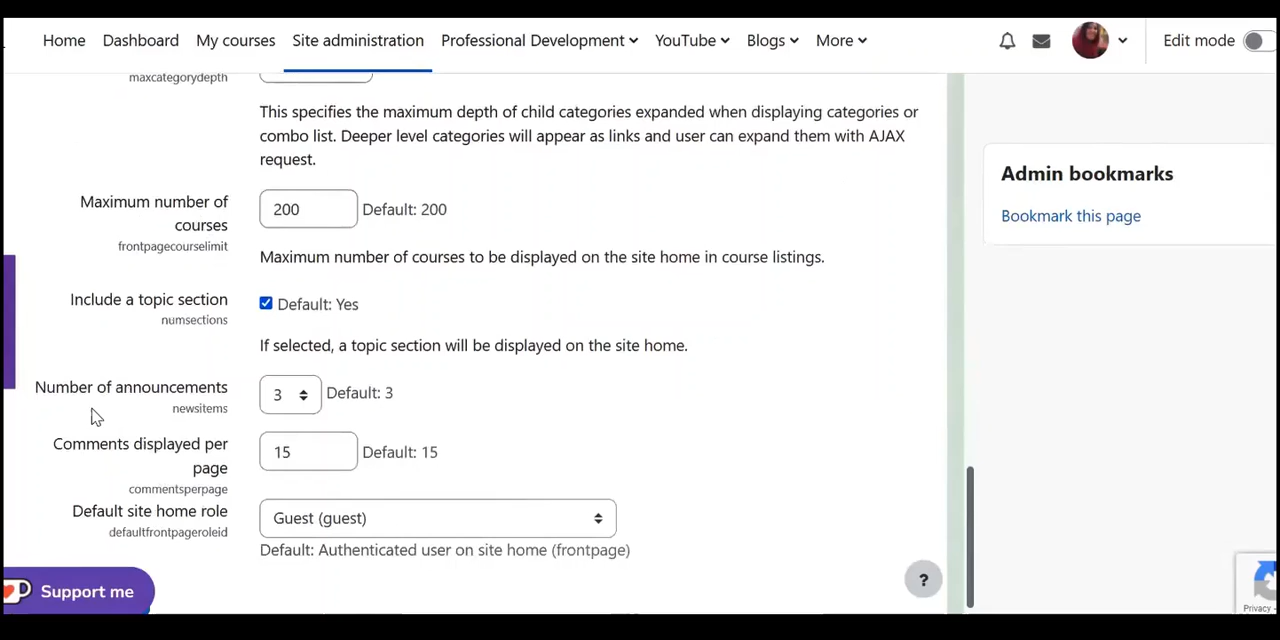 Home Dashboard My courses Site administration Professional Development YouTube Blogs More Edit mode
maxcategorydepth
This specifies the maximum depth of child categories expanded when displaying categories or
combo list. Deeper level categories will appear as links and user can expand them with AJAX
request.
Admin bookmarks
Bookmark this page
Maximum number of
courses
frontpagecourselimit
200 Default: 200
Maximum number of courses to be displayed on the site home in course listings.
Include a topic section
numsections
Default: Yes
If selected, a topic section will be displayed on the site home.
Number of announcements
newsitems
3 Default: 3
Comments displayed per
page
commentsperpage
15 Default: 15
Default site home role
defaultfrontpageroleid
Guest (guest)
Default: Authenticated user on site home (frontpage)
Support me
?
Privacy -